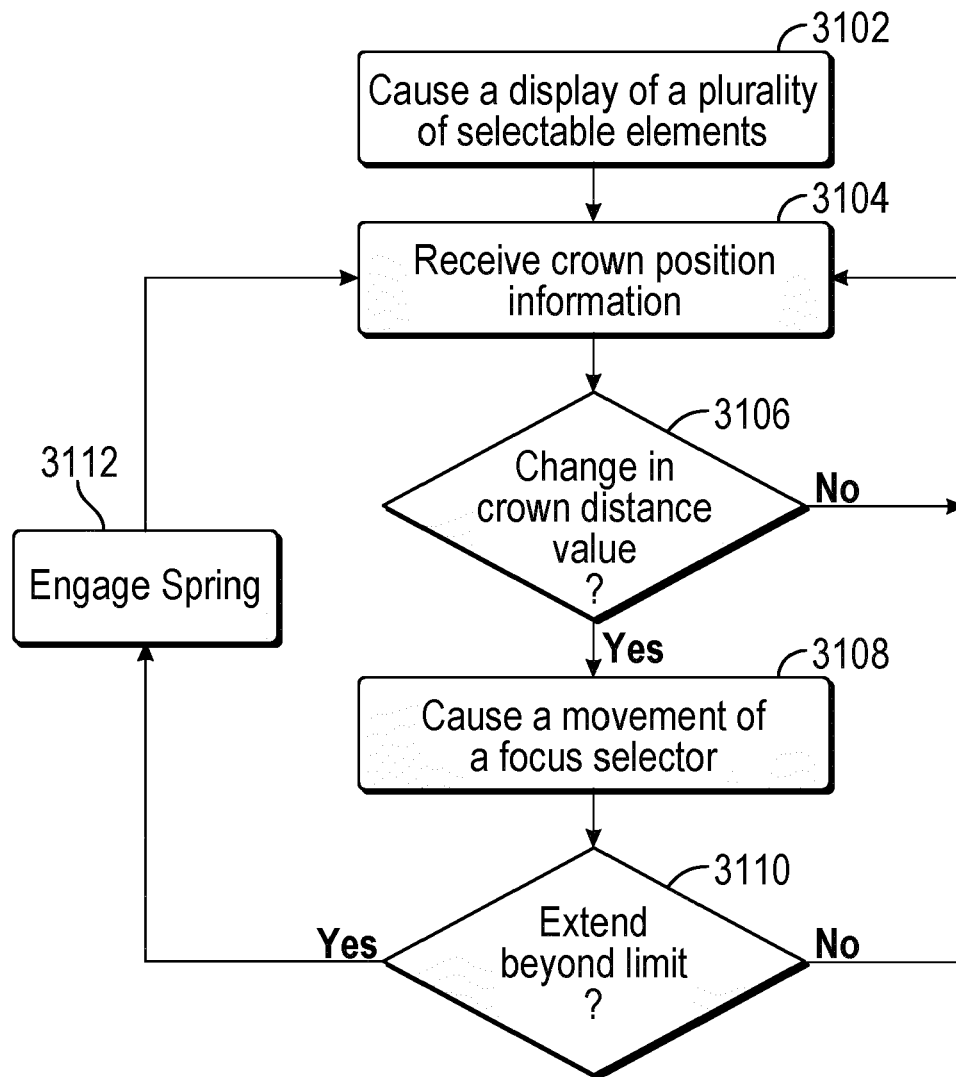 3102
Cause a display of a plurality
of selectable elements
3104
Receive crown position
information
3106
Change in
crown distance
value
?
No
3112
Engage Spring
Yes
3108
Cause a movement of
a focus selector
3110
Extend
beyond limit
?
Yes
No